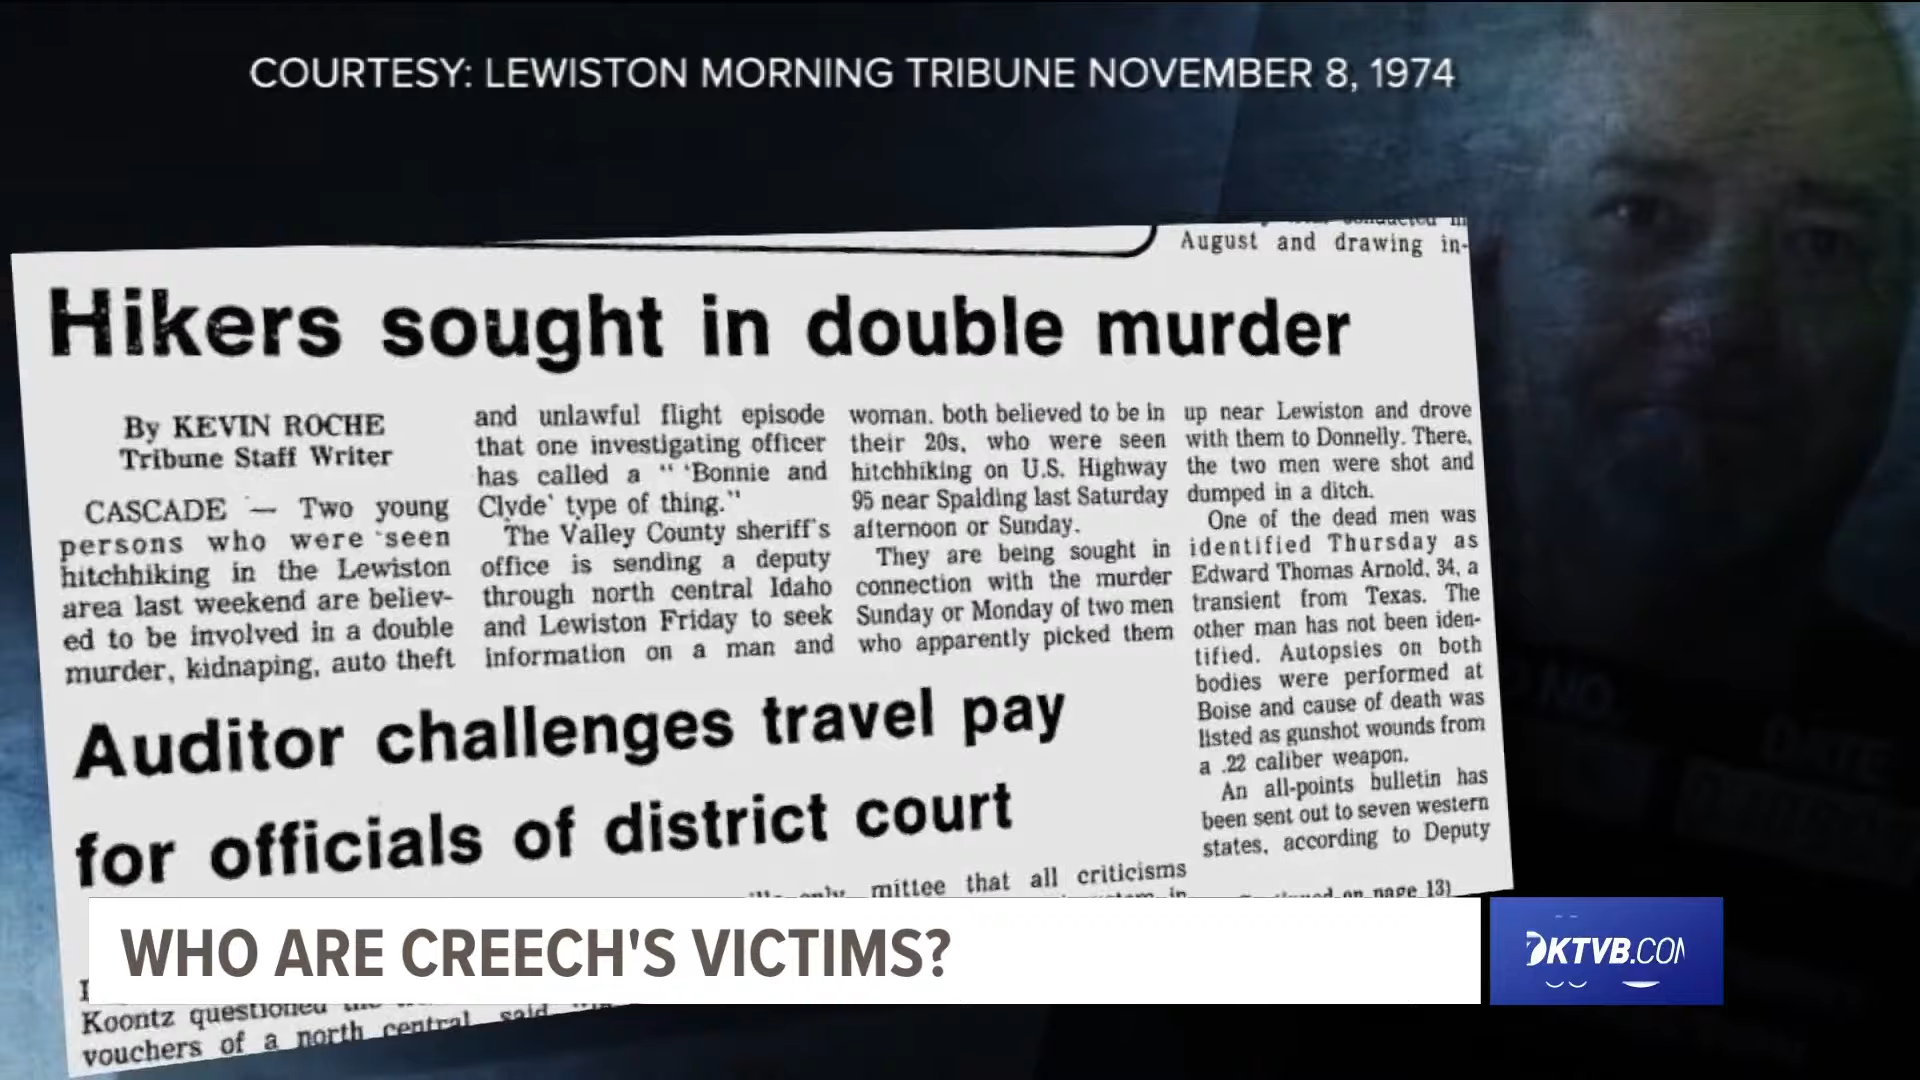 COURTESY: LEWISTON MORNING TRIBUNE NOVEMBER 8, 1974
August and drawing in-
Hikers sought in double murder
By KEVIN ROCHE
Tribune Staff Writer
CASCADE — Two young
persons who were seen
hitchhiking in the Lewiston
area last weekend are believ-
ed to be involved in a double
murder, kidnaping, auto theft
and unlawful flight episode
that one investigating officer
has called a " 'Bonnie and
Clyde' type of thing."
The Valley County sheriff's
office is sending a deputy
through north central Idaho
and Lewiston Friday to seek
information on a man and
woman, both believed to be in
their 20s, who were seen
hitchhiking on U.S. Highway
95 near Spalding last Saturday
afternoon or Sunday.
They are being sought in
connection with the murder
Sunday or Monday of two men
who apparently picked them
up near Lewiston and drove
with them to Donnelly. There,
the two men were shot and
dumped in a ditch.
One of the dead men was
identified Thursday as
Edward Thomas Arnold, 34, a
transient from Texas. The
other man has not been iden-
tified. Autopsies on both
bodies were performed at
Boise and cause of death was
listed as gunshot wounds from
a .22 caliber weapon.
An all-points bulletin has
been sent out to seven western
states, according to Deputy
on page 13)
Auditor challenges travel pay
for officials of district court
only mittee that all criticisms
Koontz questioned
vouchers of a north central said
WHO ARE CREECH'S VICTIMS?
KTVB.COM
NO.
DATE